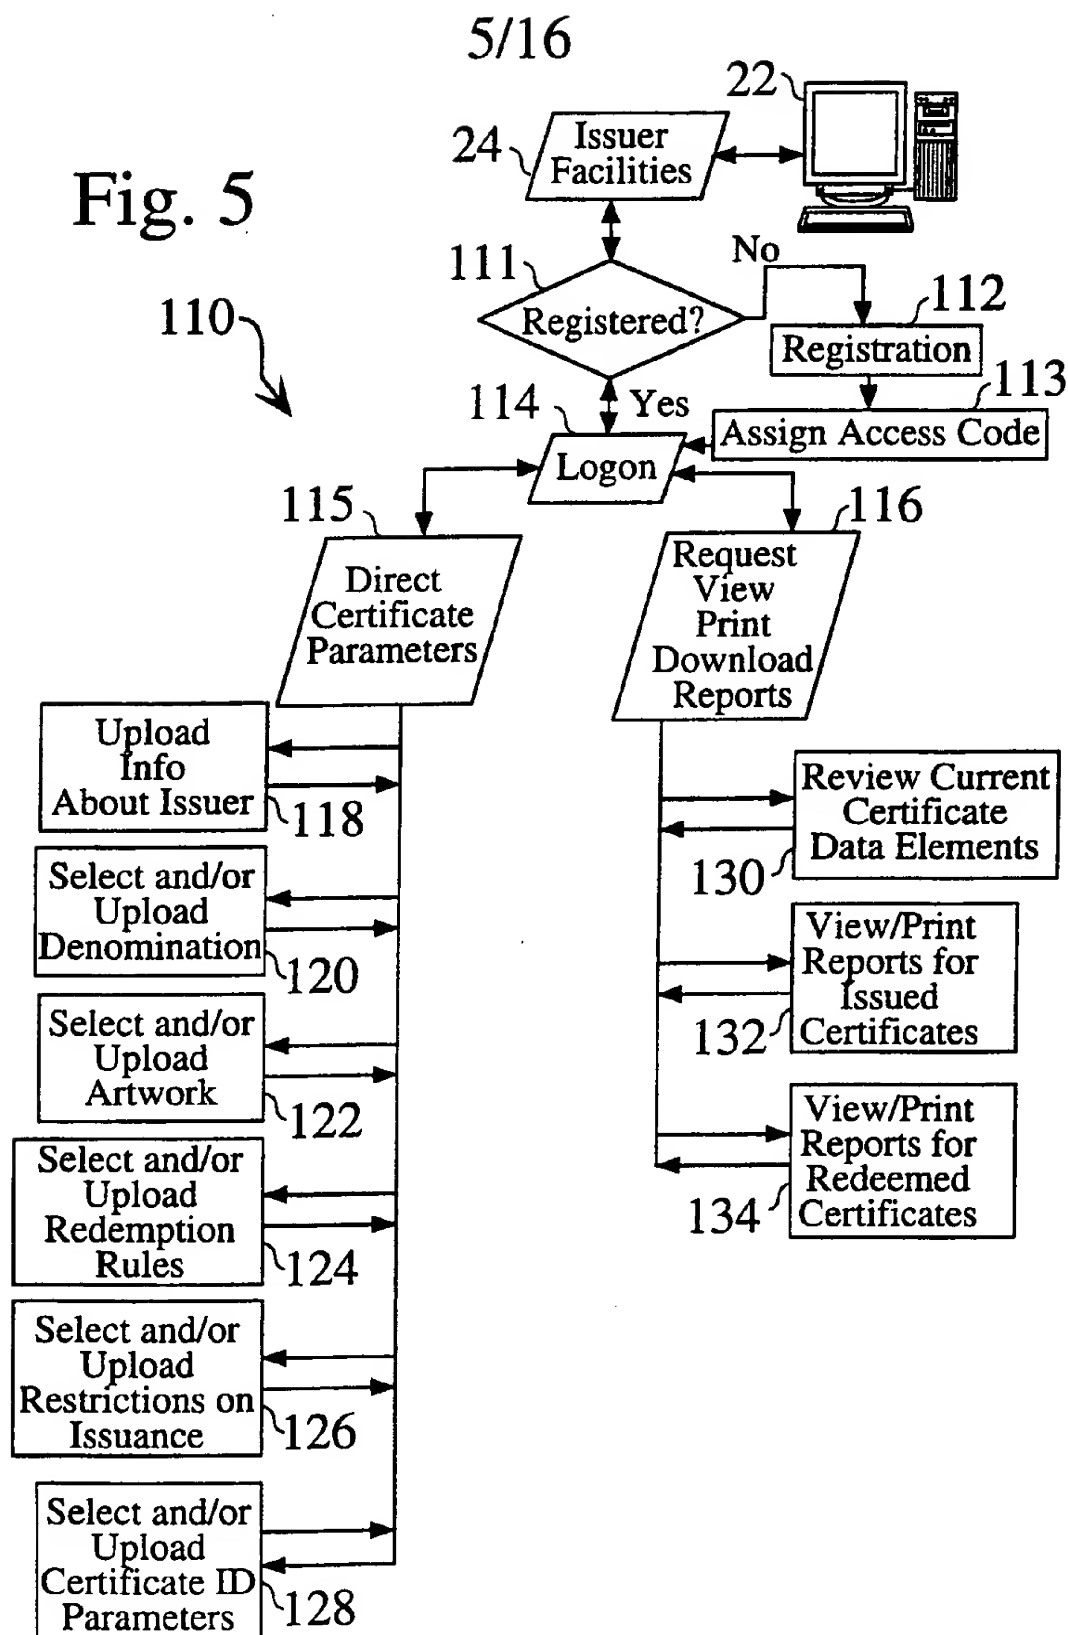 5/16
22
24
Issuer
Facilities
Fig. 5
111
No
110
Registered?
112
Registration
113
114
Yes
Assign Access Code
Logon
115
116
Direct
Certificate
Parameters
Request
View
Print
Download
Reports
Upload
Info
About Issuer
118
Select and/or
Upload
Denomination
120
Select and/or
Upload
Artwork
122
Select and/or
Upload
Redemption
Rules
124
Select and/or
Upload
Restrictions on
Issuance
126
Select and/or
Upload
Certificate ID
Parameters
128
Review Current
Certificate
Data Elements
130
View/Print
Reports for
Issued
Certificates
132
View/Print
Reports for
Redeemed
Certificates
134